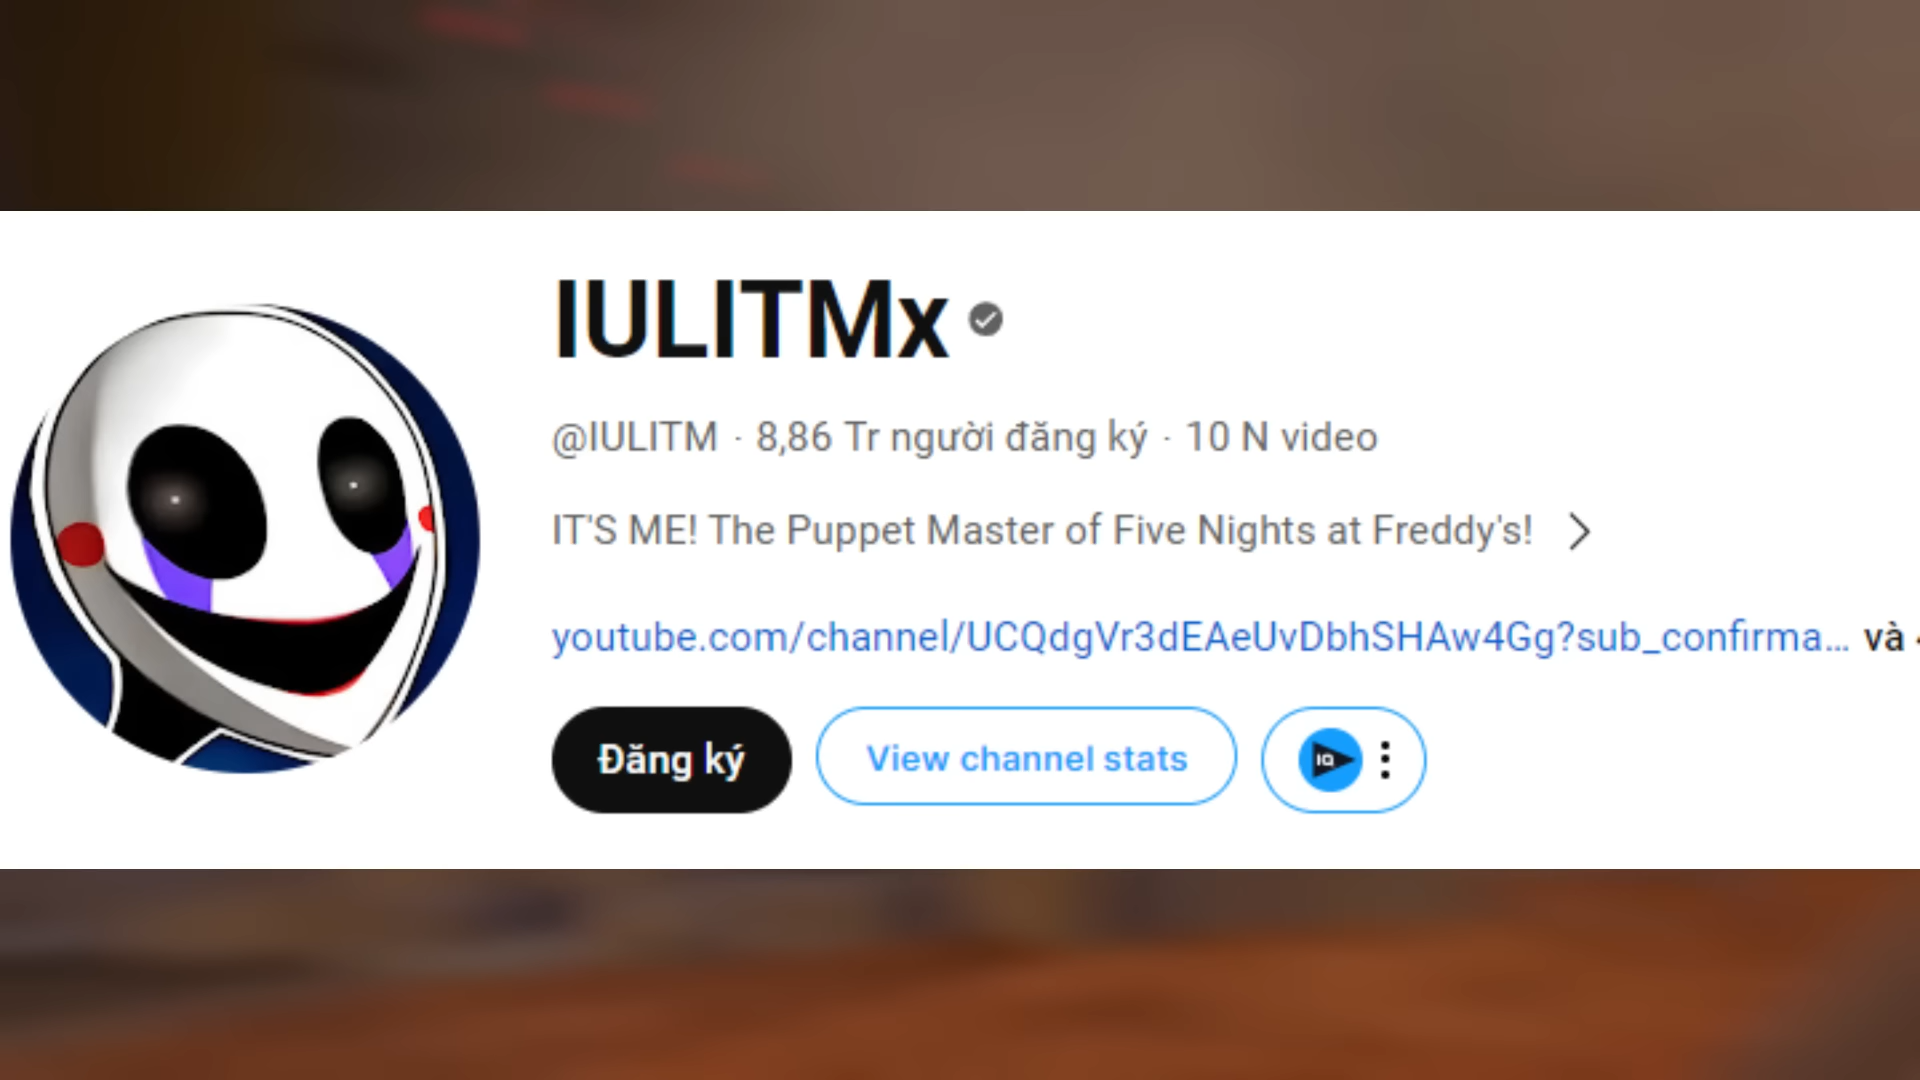 IULITMx
@IULITM · 8,86 Tr người đăng ký · 10 N video
IT'S ME! The Puppet Master of Five Nights at Freddy's!
youtube.com/channel/UCQdgVr3dEAeUvDbhSHAw4Gg?sub_confirma... và
Đăng ký
View channel stats
IQ